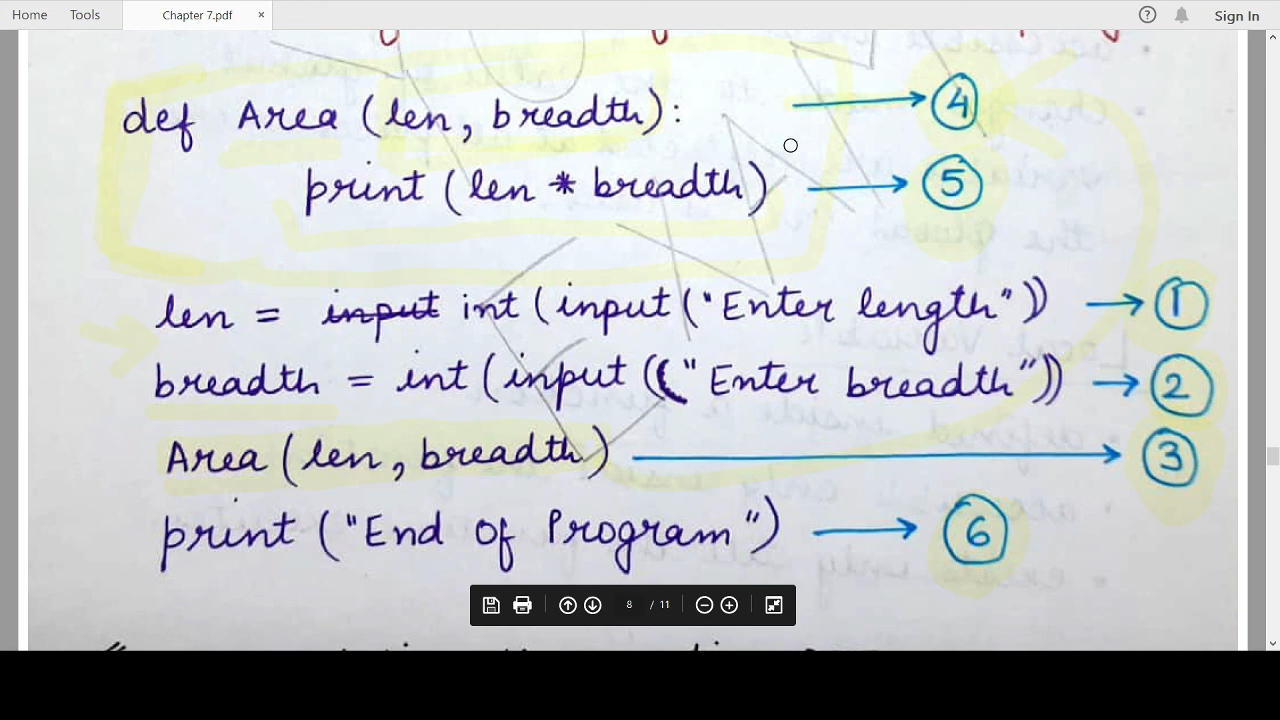 Home Tools Chapter 7.pdf × Sign In
def Area (len, breadth): → 4
print (len * breadth) → 5
len = input int (input ("Enter length")) → 1
breadth = int (input (("Enter breadth")) → 2
Area (len, breadth) → 3
print ("End of Program") → 6
8 / 11